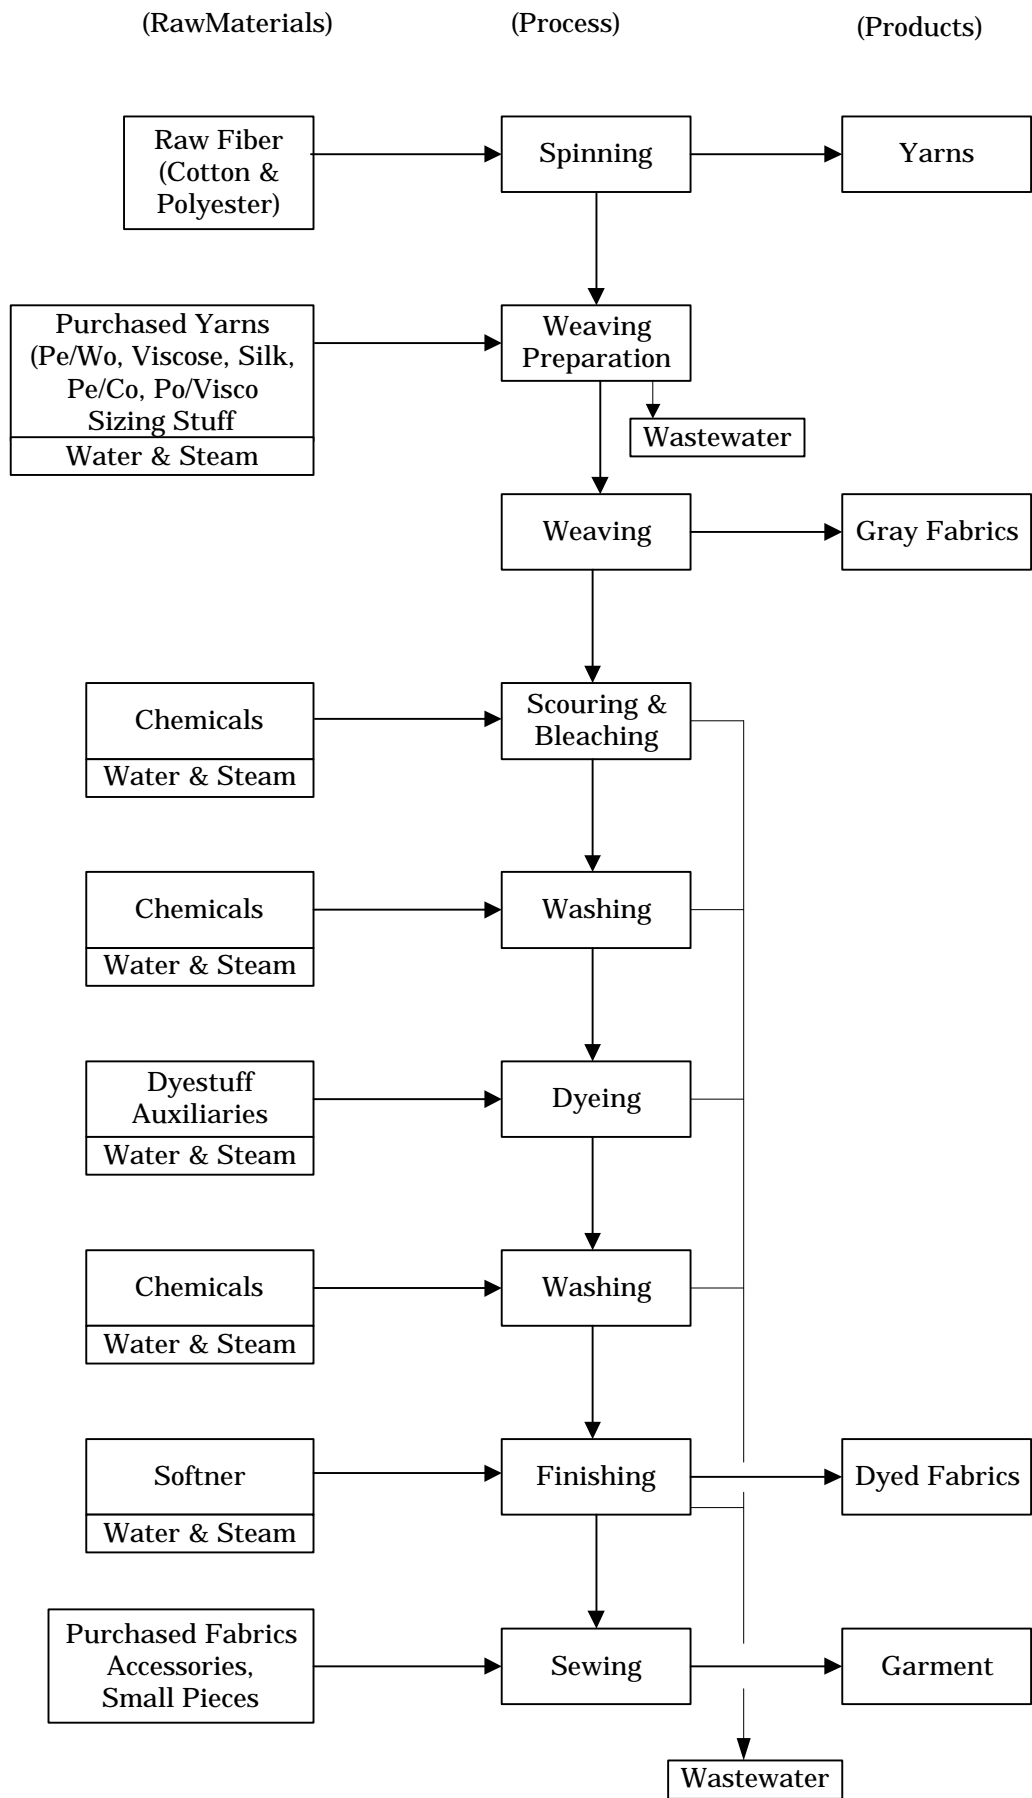 (RawMaterials)
(Process)
(Products)
Raw Fiber
(Cotton &
Polyester)
Spinning
Yarns
Purchased Yarns
(Pe/Wo, Viscose, Silk,
Pe/Co, Po/Visco
Sizing Stuff
Water & Steam
Weaving
Preparation
Wastewater
Weaving
Gray Fabrics
Chemicals
Water & Steam
Scouring &
Bleaching
Chemicals
Water & Steam
Washing
Dyestuff
Auxiliaries
Water & Steam
Dyeing
Chemicals
Water & Steam
Washing
Softner
Water & Steam
Finishing
Dyed Fabrics
Purchased Fabrics
Accessories,
Small Pieces
Sewing
Garment
Wastewater